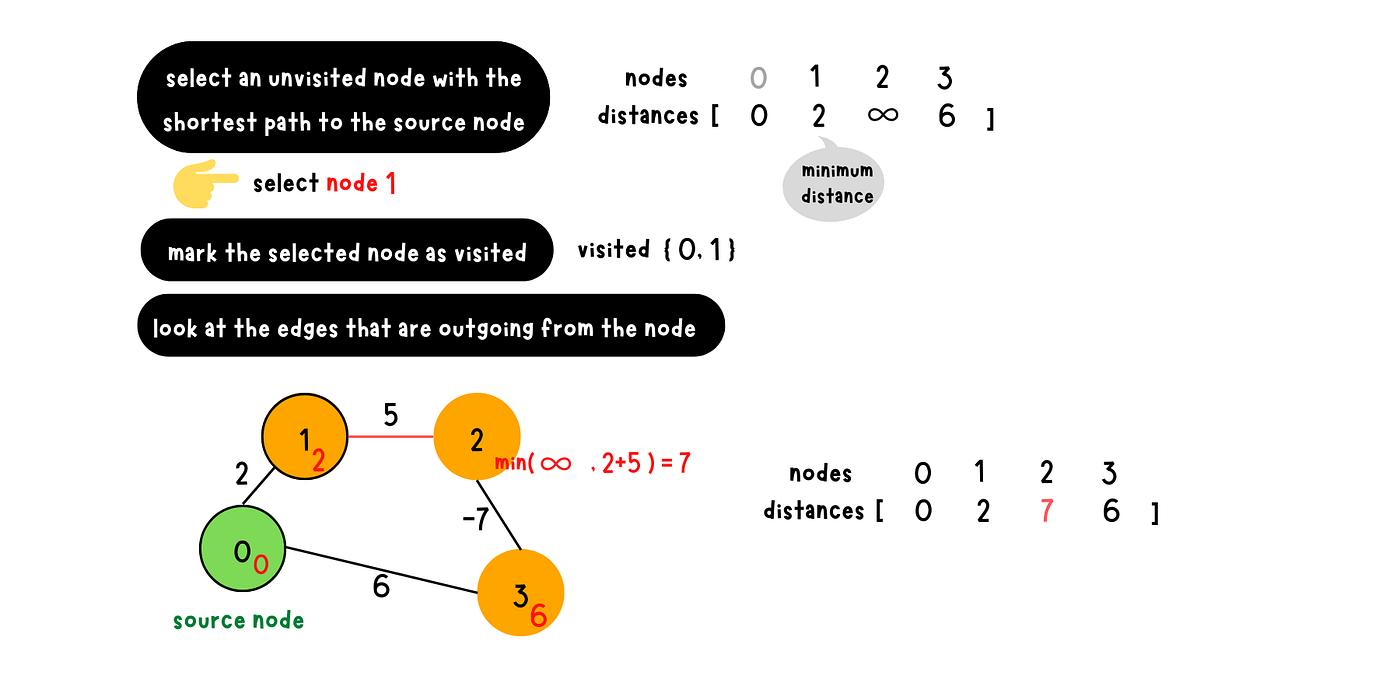 select an unvisited node with the
shortest path to the source node
nodes 0 1 2 3
distances [ 0 2 ∞ 6 ]
minimum
distance
select node 1
mark the selected node as visited
visited { 0, 1 }
look at the edges that are outgoing from the node
5
1
2
2
min( ∞ , 2+5 ) = 7
2
-7
0
0
6
3
6
source node
nodes 0 1 2 3
distances [ 0 2 7 6 ]